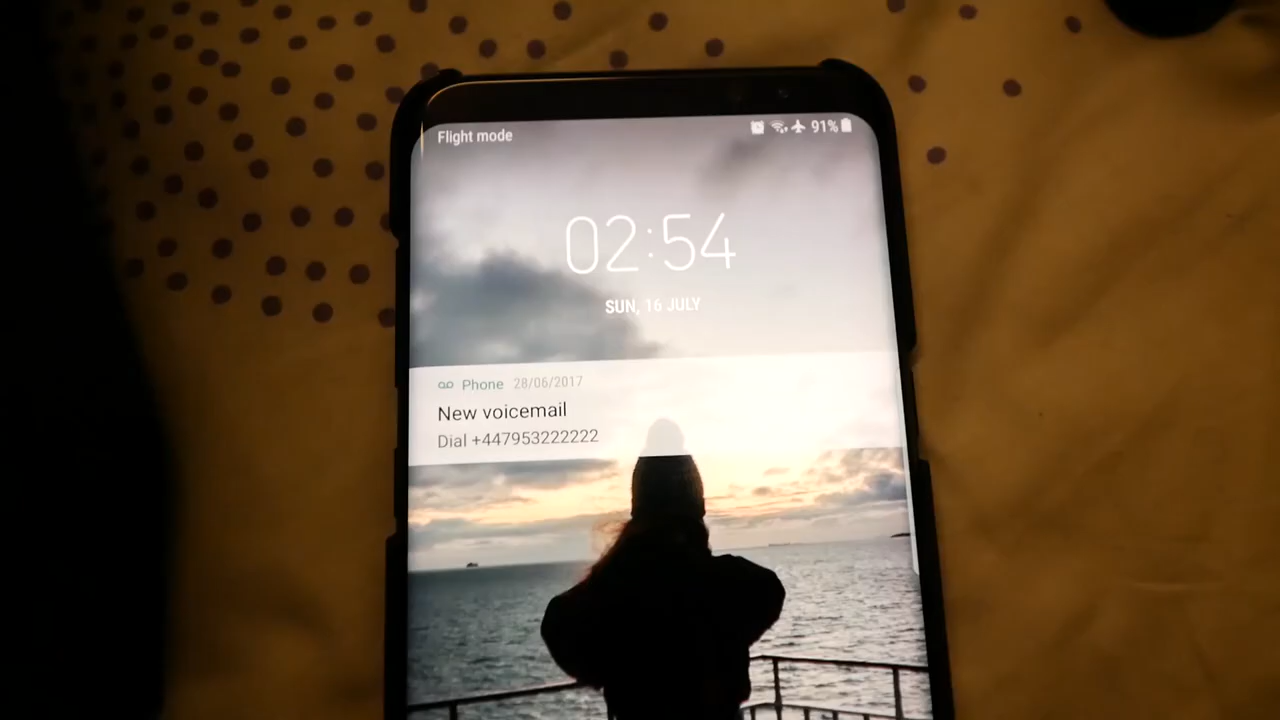 Flight mode 91%
02:54
SUN, 16 JULY
Phone 28/06/2017
New voicemail
Dial +447953222222